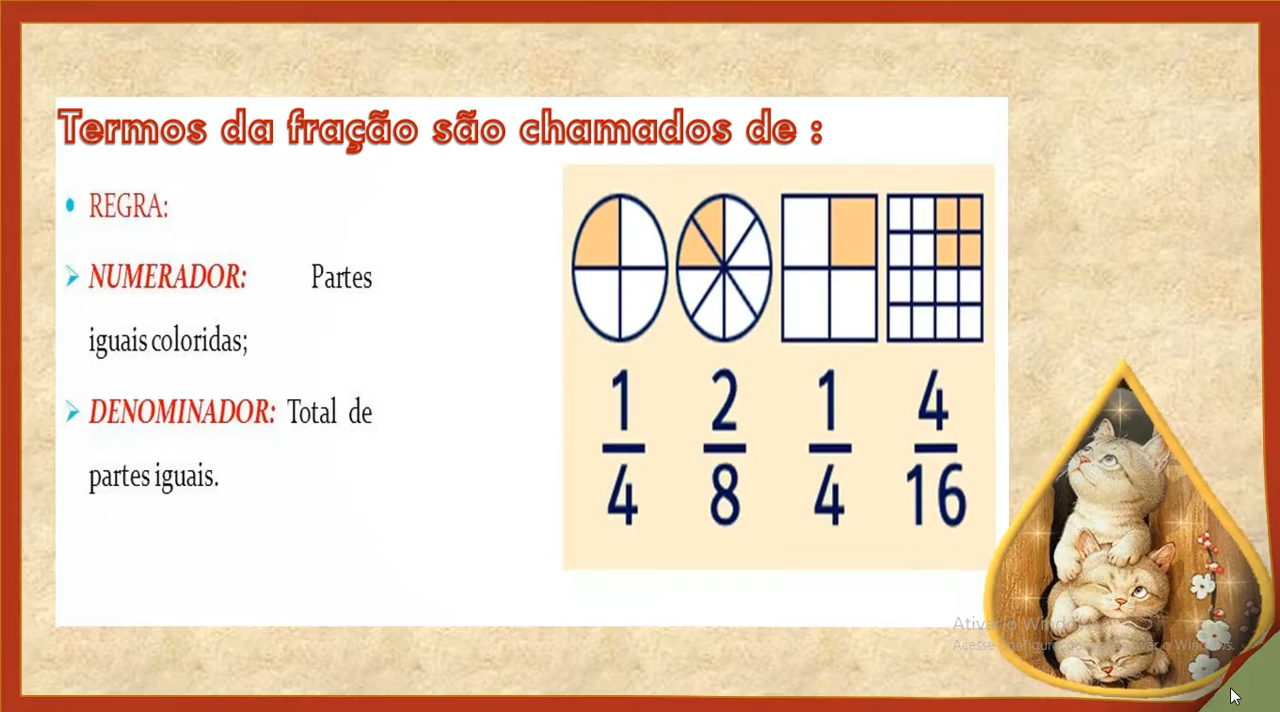 Termos da fração são chamados de :
REGRA:
NUMERADOR: Partes
iguais coloridas;
DENOMINADOR: Total de
partes iguais.
1 2 1 4
4 8 4 16